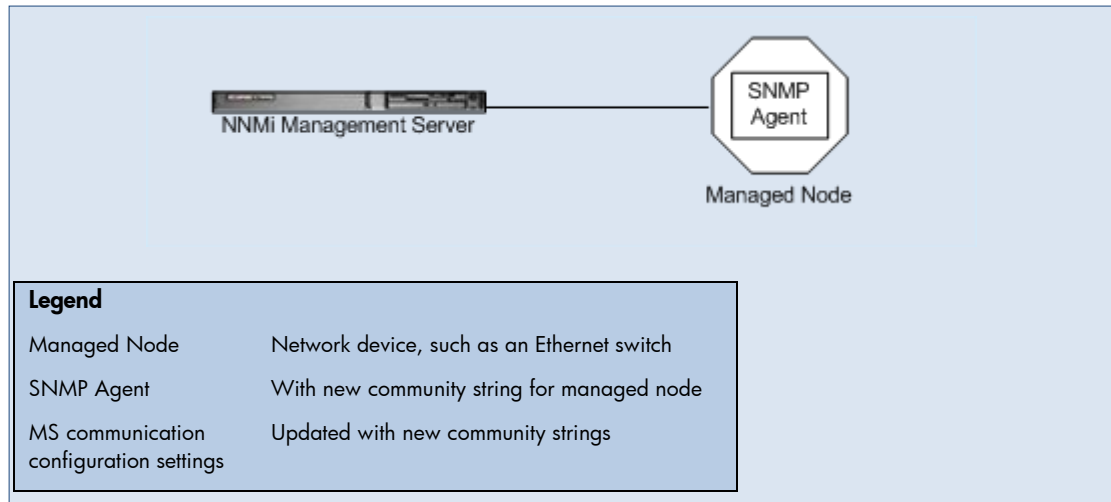 SNMP
Agent
NNMi Management Server
Managed Node
Legend
Managed Node Network device, such as an Ethernet switch
SNMP Agent With new community string for managed node
MS communication Updated with new community strings
configuration settings